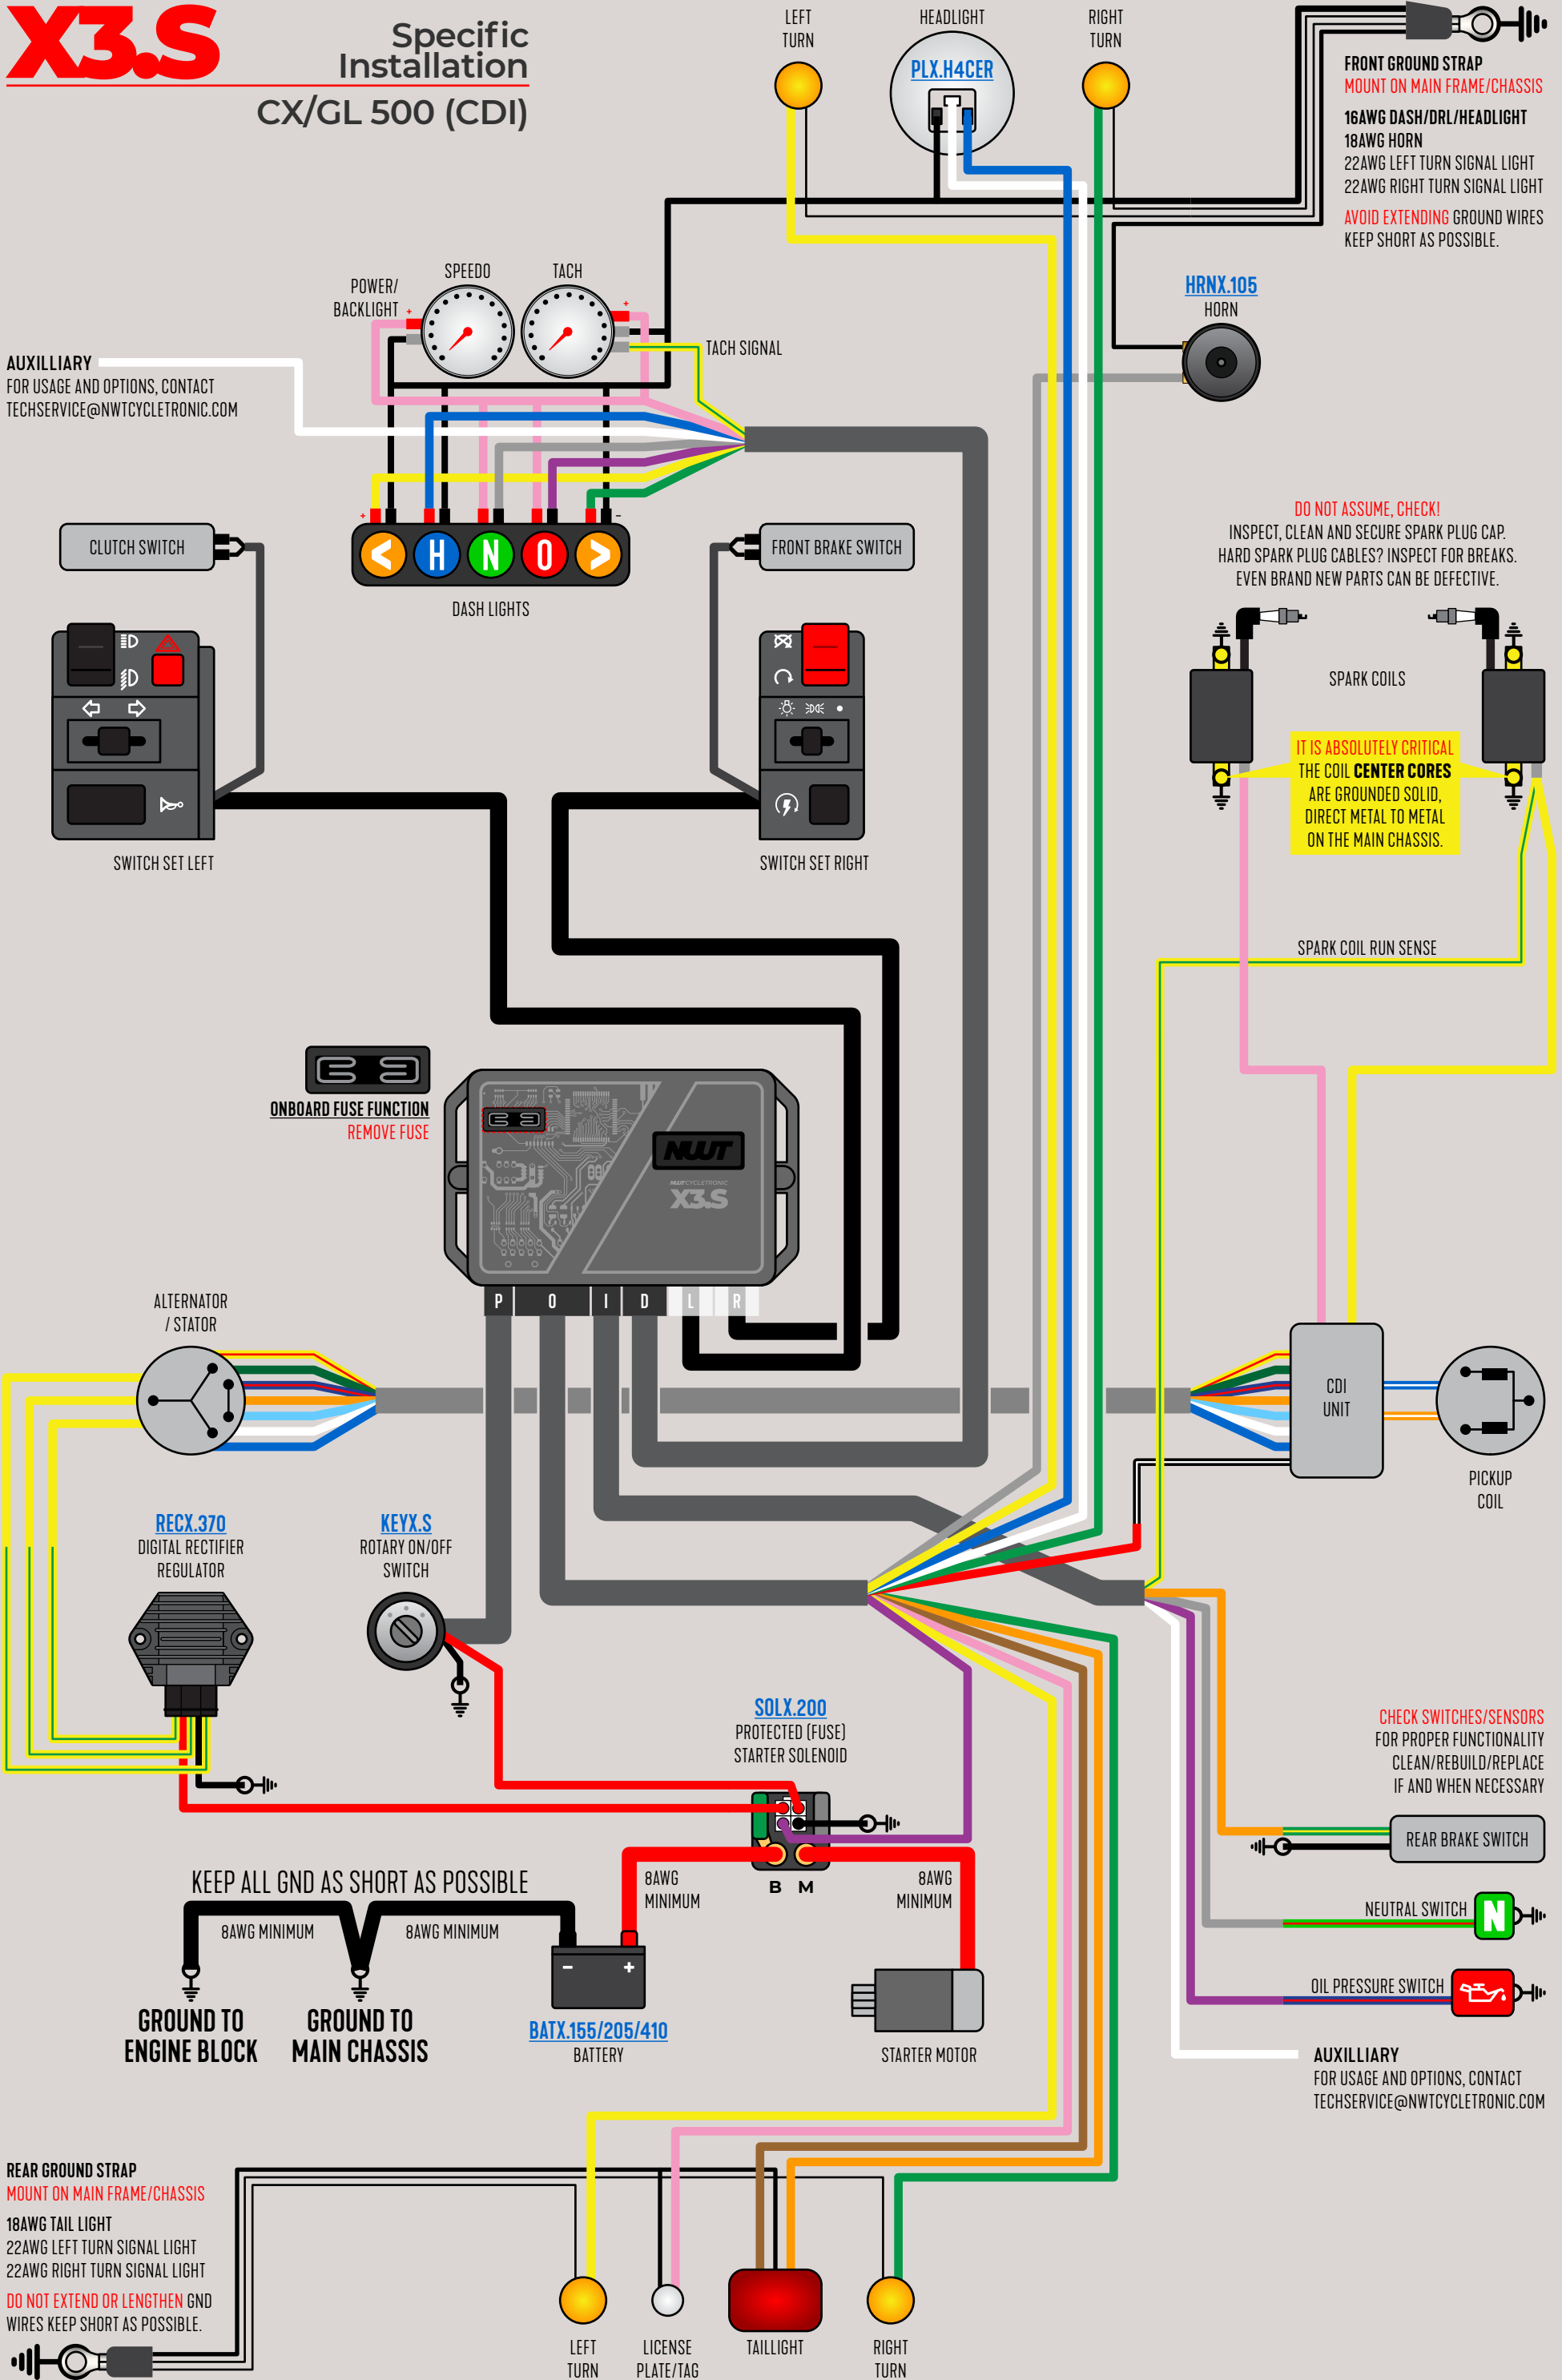 X3.S
Specific
Installation
CX/GL 500 (CDI)
LEFT
TURN
HEADLIGHT
PLX.H4CER
RIGHT
TURN
FRONT GROUND STRAP
MOUNT ON MAIN FRAME/CHASSIS
16AWG DASH/DRL/HEADLIGHT
18AWG HORN
22AWG LEFT TURN SIGNAL LIGHT
22AWG RIGHT TURN SIGNAL LIGHT
AVOID EXTENDING GROUND WIRES
KEEP SHORT AS POSSIBLE.
POWER/
BACKLIGHT
SPEEDO
TACH
+
+
TACH SIGNAL
HRNX.105
HORN
AUXILLIARY
FOR USAGE AND OPTIONS, CONTACT
TECHSERVICE@NWTCYCLETRONIC.COM
+
-
< H N O >
DASH LIGHTS
CLUTCH SWITCH
FRONT BRAKE SWITCH
SWITCH SET LEFT
SWITCH SET RIGHT
DO NOT ASSUME, CHECK!
INSPECT, CLEAN AND SECURE SPARK PLUG CAP.
HARD SPARK PLUG CABLES? INSPECT FOR BREAKS.
EVEN BRAND NEW PARTS CAN BE DEFECTIVE.
SPARK COILS
IT IS ABSOLUTELY CRITICAL
THE COIL CENTER CORES
ARE GROUNDED SOLID,
DIRECT METAL TO METAL
ON THE MAIN CHASSIS.
SPARK COIL RUN SENSE
ONBOARD FUSE FUNCTION
REMOVE FUSE
NWT
NWTCYCLETRONIC
X3.S
P O I D L R
ALTERNATOR
/ STATOR
CDI
UNIT
PICKUP
COIL
RECX.370
DIGITAL RECTIFIER
REGULATOR
KEYX.S
ROTARY ON/OFF
SWITCH
SOLX.200
PROTECTED (FUSE)
STARTER SOLENOID
B M
8AWG
MINIMUM
8AWG
MINIMUM
KEEP ALL GND AS SHORT AS POSSIBLE
8AWG MINIMUM
8AWG MINIMUM
GROUND TO
ENGINE BLOCK
GROUND TO
MAIN CHASSIS
- +
BATX.155/205/410
BATTERY
STARTER MOTOR
CHECK SWITCHES/SENSORS
FOR PROPER FUNCTIONALITY
CLEAN/REBUILD/REPLACE
IF AND WHEN NECESSARY
REAR BRAKE SWITCH
NEUTRAL SWITCH
N
OIL PRESSURE SWITCH
AUXILLIARY
FOR USAGE AND OPTIONS, CONTACT
TECHSERVICE@NWTCYCLETRONIC.COM
REAR GROUND STRAP
MOUNT ON MAIN FRAME/CHASSIS
18AWG TAIL LIGHT
22AWG LEFT TURN SIGNAL LIGHT
22AWG RIGHT TURN SIGNAL LIGHT
DO NOT EXTEND OR LENGTHEN GND
WIRES KEEP SHORT AS POSSIBLE.
LEFT
TURN
LICENSE
PLATE/TAG
TAILLIGHT
RIGHT
TURN